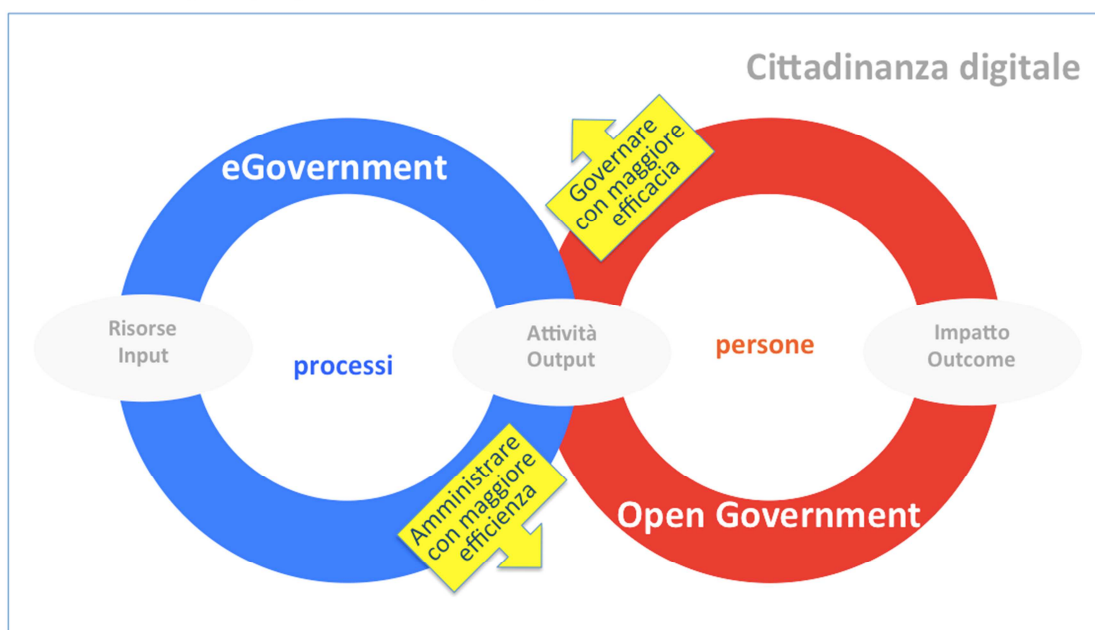 Cittadinanza digitale
eGovernment
Governare
con maggiore
efficacia
Risorse
Input
processi
Attività
Output
persone
Impatto
Outcome
Amministrare
con maggiore
efficienza
Open Government